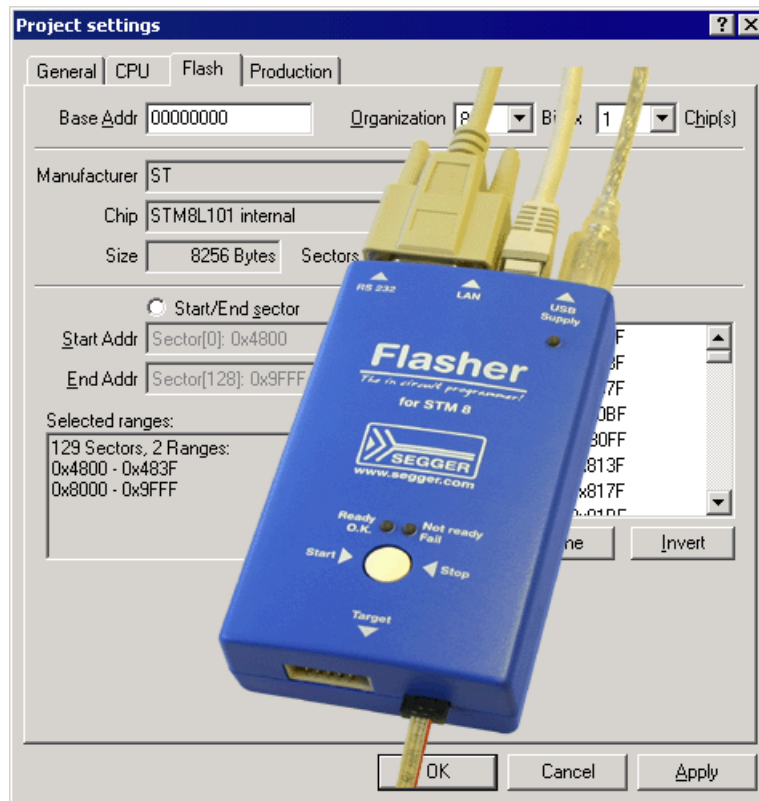 Project settings
General CPU Flash Production
Base Addr 00000000 Organization 8 x 1 Chip(s)
Manufacturer ST
Chip STM8L101 internal
Size 8256 Bytes Sectors
RS 232
LAN
USB
Supply
Start/End sector
Start Addr Sector[0]: 0x4800
End Addr Sector[128]: 0x9FFF
Flasher
The in circuit programmer!
for STM 8
SEGGER
www.segger.com
Selected ranges:
129 Sectors, 2 Ranges:
0x4800 - 0x483F
0x8000 - 0x9FFF
Ready
O.K.
Not ready
Fail
Start
Stop
Target
Invert
OK Cancel Apply